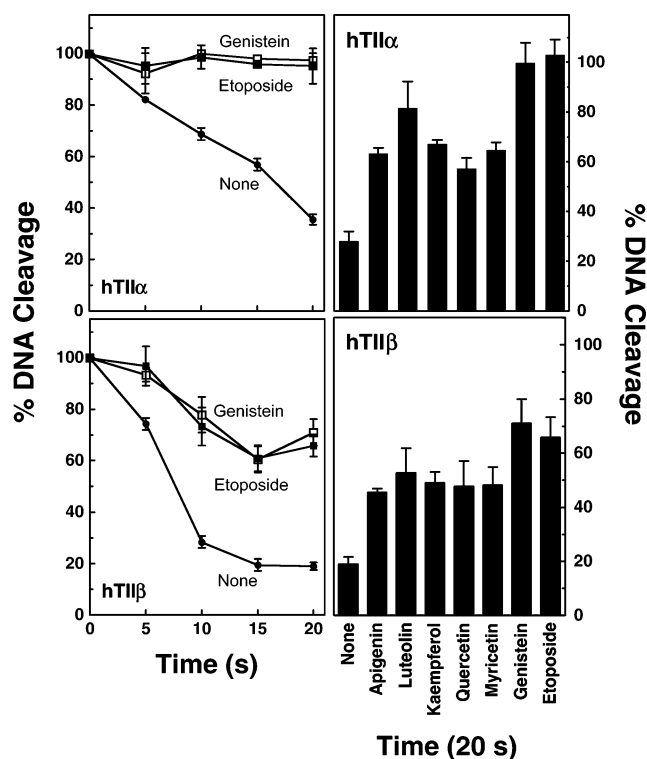 100
80
60
40
20
0
Genistein
Etoposide
None
hTIIα
hTIIα
100
80
60
40
20
0
% DNA Cleavage
% DNA Cleavage
100
80
60
40
20
0
Genistein
Etoposide
None
hTIIβ
0 5 10 15 20
Time (s)
hTIIβ
100
80
60
40
20
0
None
Apigenin
Luteolin
Kaempferol
Quercetin
Myricetin
Genistein
Etoposide
Time (20 s)